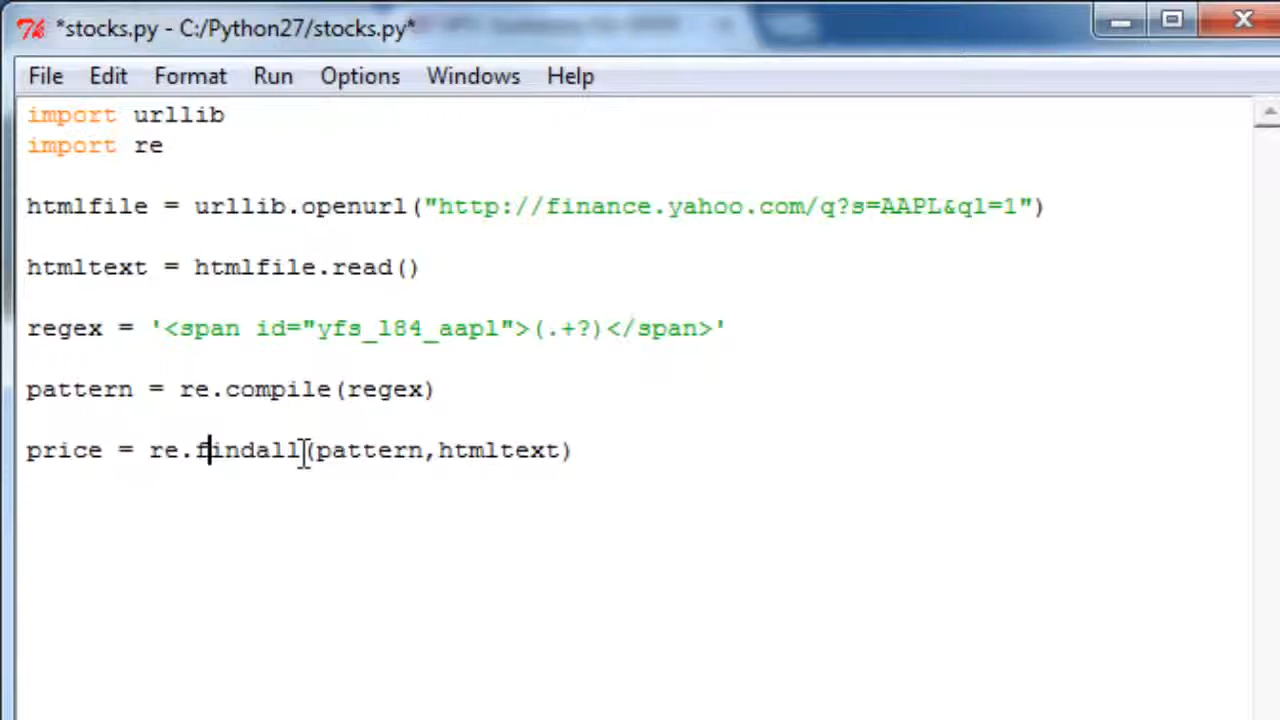 *stocks.py - C:/Python27/stocks.py*
File Edit Format Run Options Windows Help
import urllib
import re
htmlfile = urllib.openurl("http://finance.yahoo.com/q?s=AAPL&ql=1")
htmltext = htmlfile.read()
regex = '<span id="yfs_l84_aapl">(.+?)</span>'
pattern = re.compile(regex)
price = re.findall(pattern,htmltext)